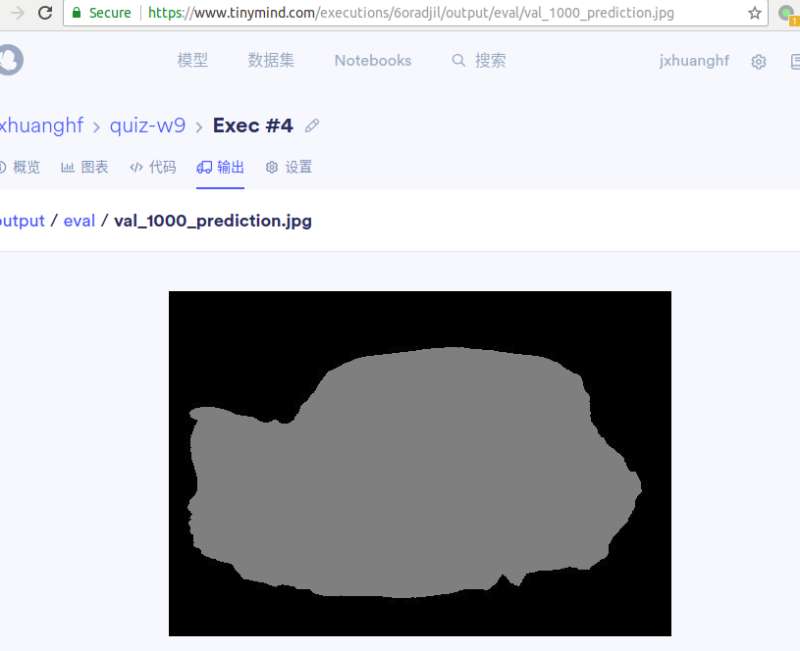 Secure https://www.tinymind.com/executions/6oradjil/output/eval/val_1000_prediction.jpg
模型 数据集 Notebooks 搜索 jxhuanghf
xhuanghf > quiz-w9 > Exec #4
概览 图表 </> 代码 输出 设置
output / eval / val_1000_prediction.jpg